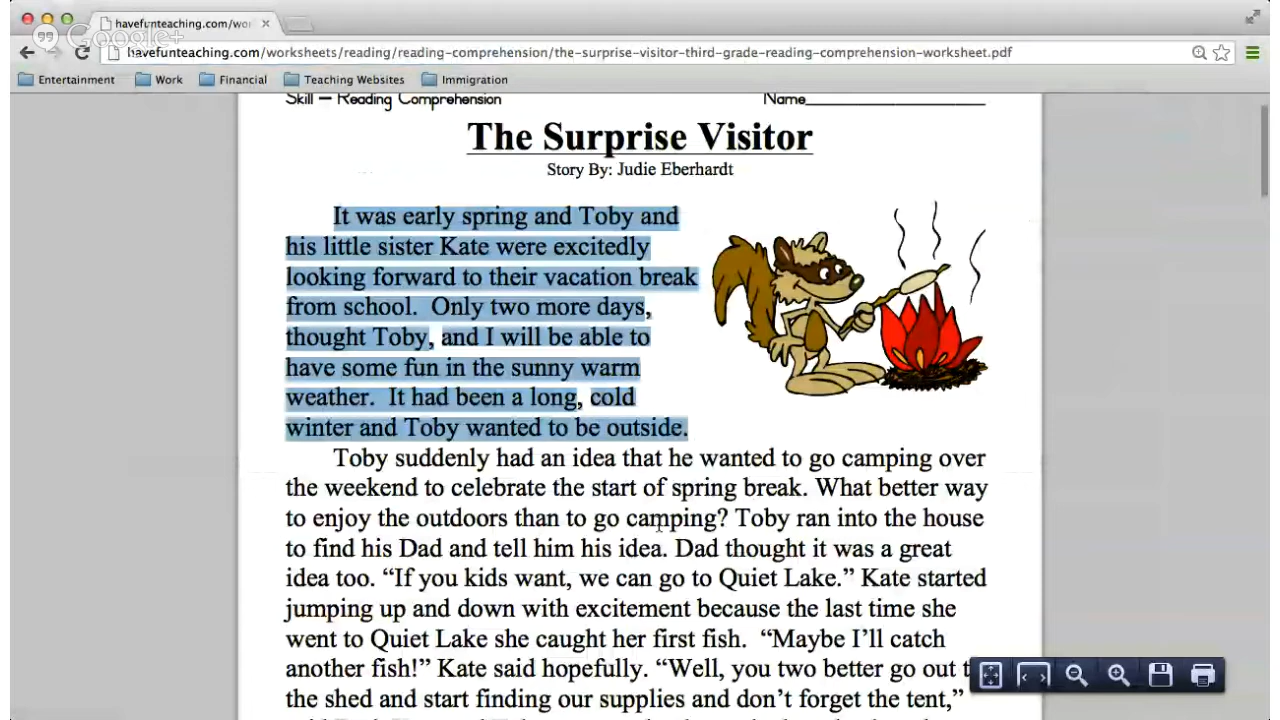 havefunteaching.com/wor
Google+
havefunteaching.com/worksheets/reading/reading-comprehension/the-surprise-visitor-third-grade-reading-comprehension-worksheet.pdf
Entertainment Work Financial Teaching Websites Immigration
Skill – Reading Comprehension Name
The Surprise Visitor
Story By: Judie Eberhardt
It was early spring and Toby and
his little sister Kate were excitedly
looking forward to their vacation break
from school. Only two more days,
thought Toby, and I will be able to
have some fun in the sunny warm
weather. It had been a long, cold
winter and Toby wanted to be outside.
Toby suddenly had an idea that he wanted to go camping over
the weekend to celebrate the start of spring break. What better way
to enjoy the outdoors than to go camping? Toby ran into the house
to find his Dad and tell him his idea. Dad thought it was a great
idea too. “If you kids want, we can go to Quiet Lake.” Kate started
jumping up and down with excitement because the last time she
went to Quiet Lake she caught her first fish. “Maybe I’ll catch
another fish!” Kate said hopefully. “Well, you two better go out t
the shed and start finding our supplies and don’t forget the tent,”